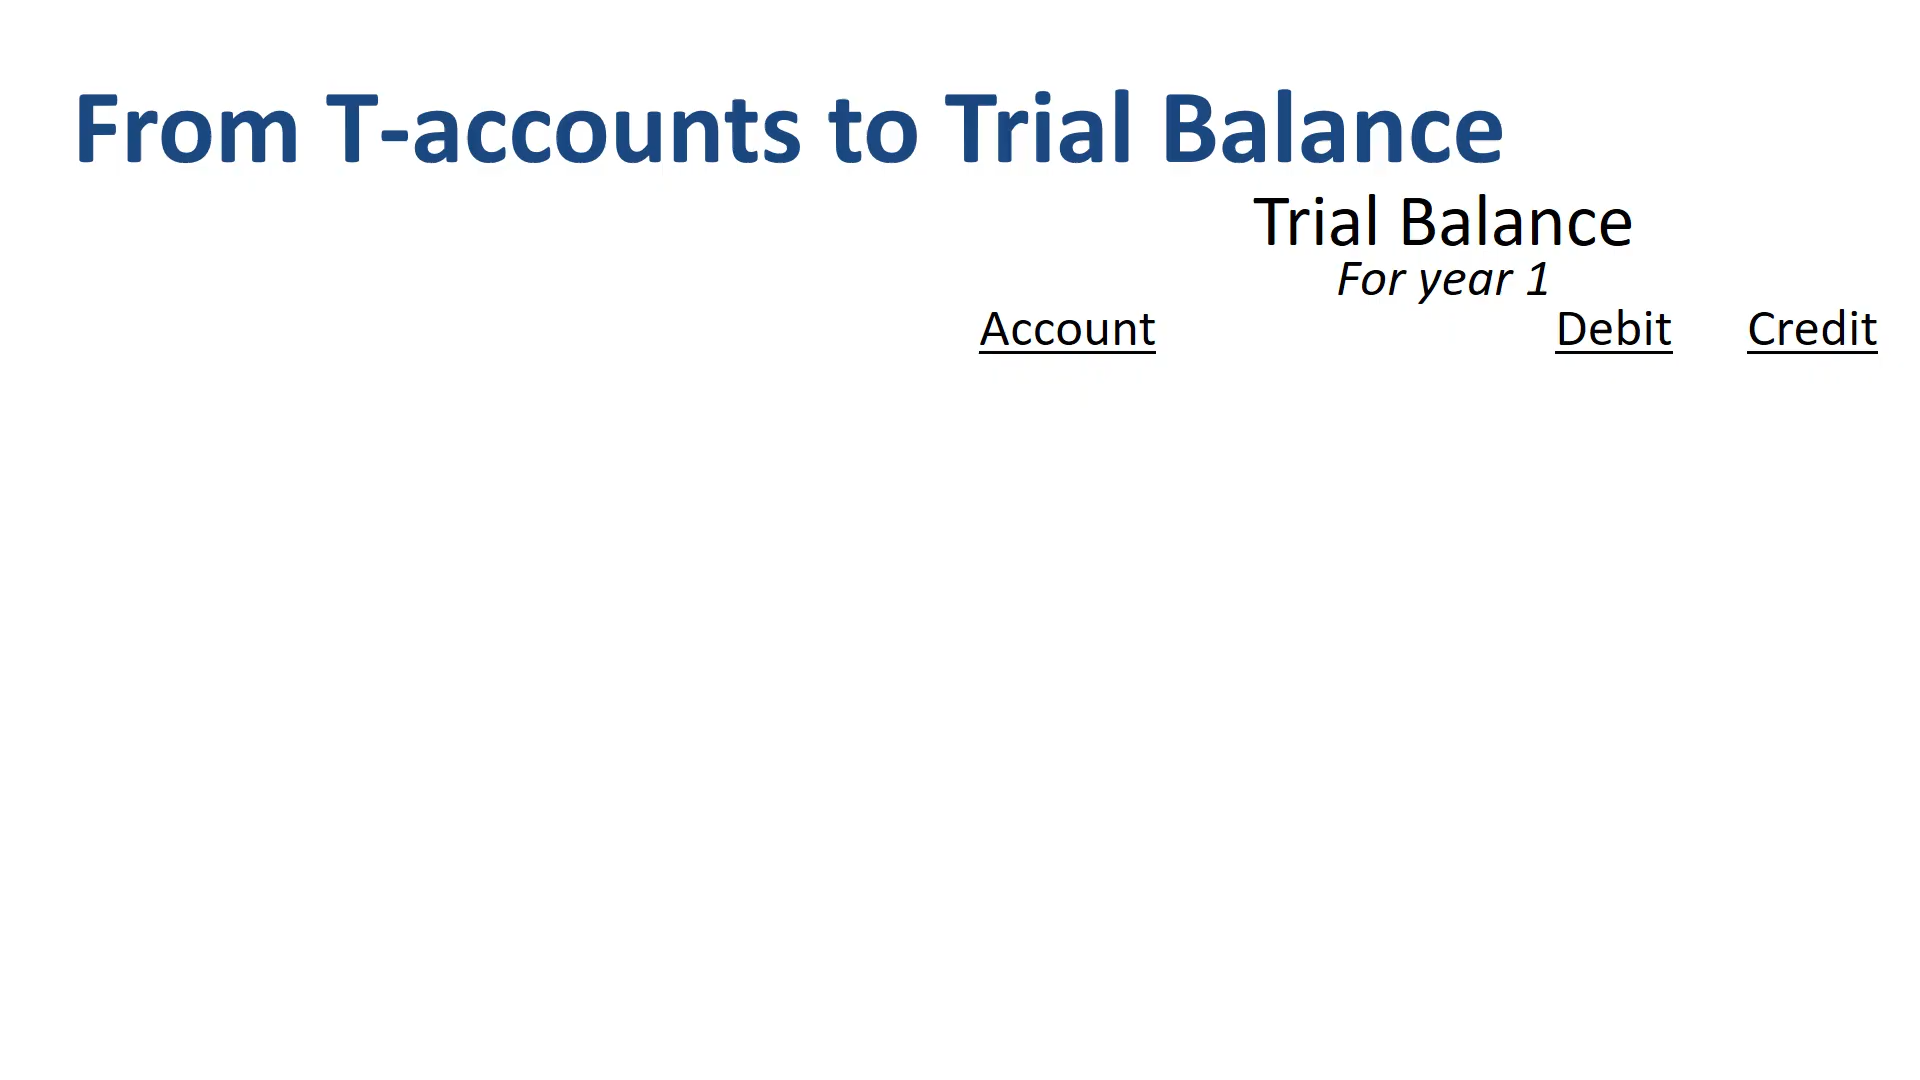 From T-accounts to Trial Balance
Trial Balance
For year 1
Account Debit Credit